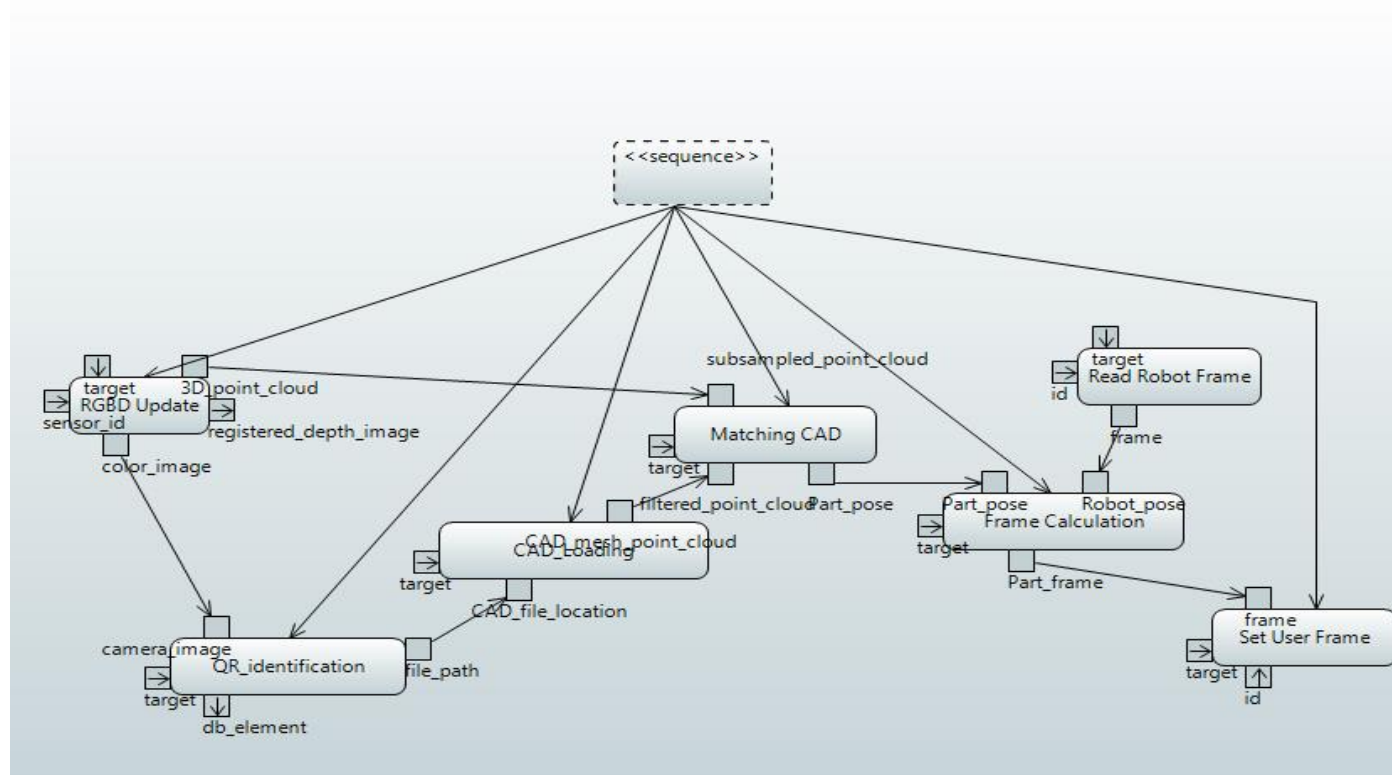 <<sequence>>
subsampled_point_cloud
target
3D_point_cloud
RGBD Update
sensor_id
registered_depth_image
color_image
target
Read Robot Frame
id
frame
Matching CAD
target
filtered_point_cloud
Part_pose
Part_pose
Robot_pose
Frame Calculation
target
Part_frame
CAD_mesh_point_cloud
CAD_Loading
target
CAD_file_location
camera_image
QR_identification
file_path
target
db_element
frame
Set User Frame
target
id